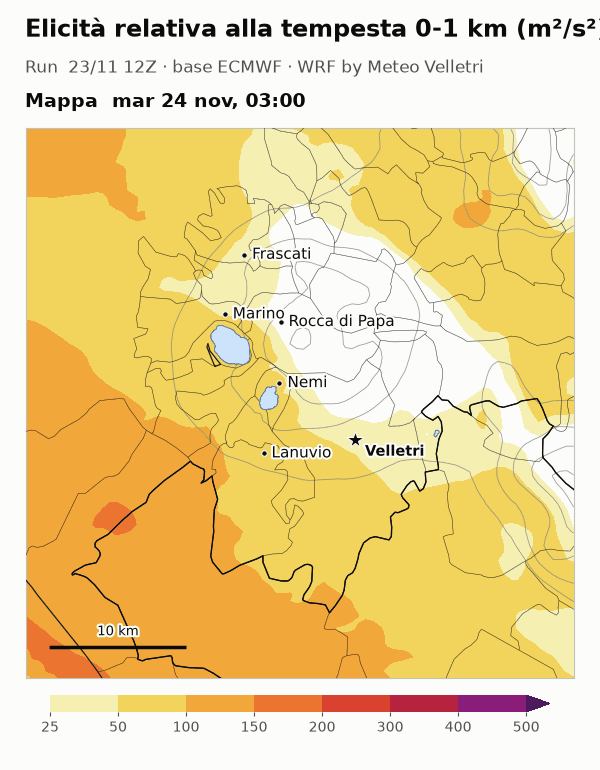 Elicità relativa alla tempesta 0-1 km (m²/s²)
Run  23/11 12Z · base ECMWF · WRF by Meteo Velletri
Mappa  mar 24 nov, 03:00
Frascati
Marino
Rocca di Papa
Nemi
Velletri
Lanuvio
10 km
25 50 100 150 200 300 400 500